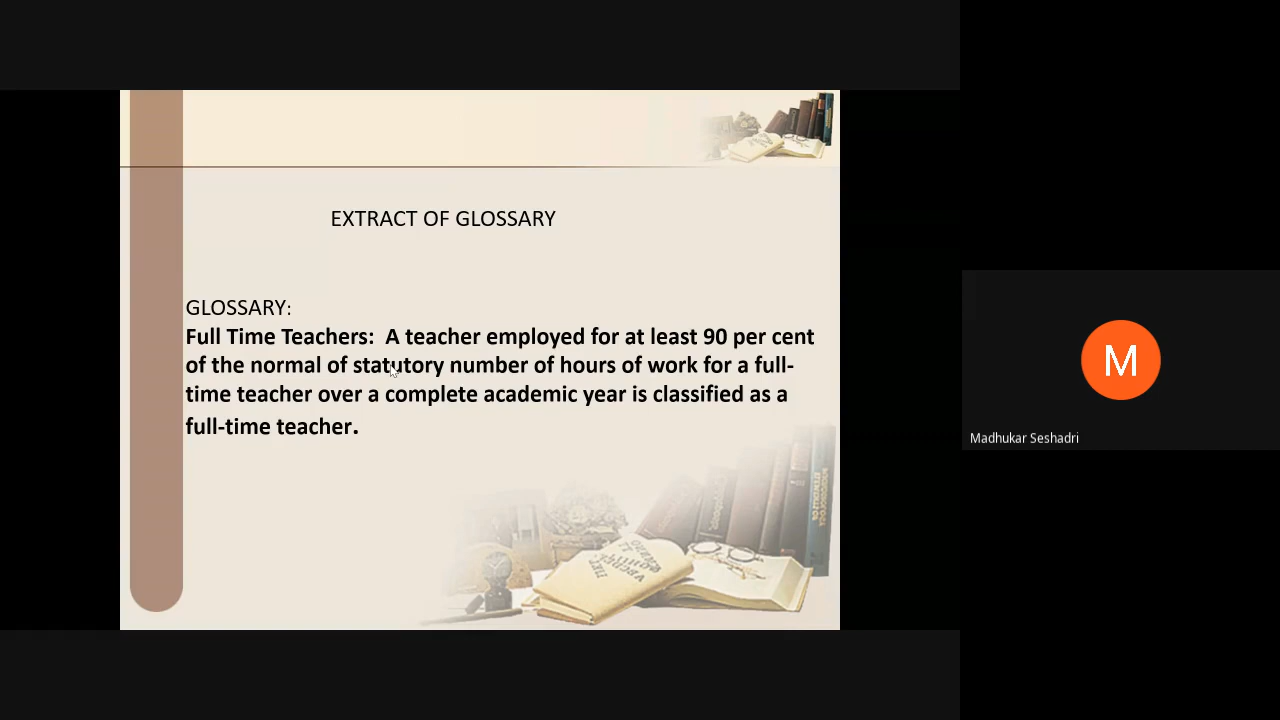 EXTRACT OF GLOSSARY
GLOSSARY:
Full Time Teachers:  A teacher employed for at least 90 per cent
of the normal of statutory number of hours of work for a full-
time teacher over a complete academic year is classified as a
full-time teacher.
M
Madhukar Seshadri